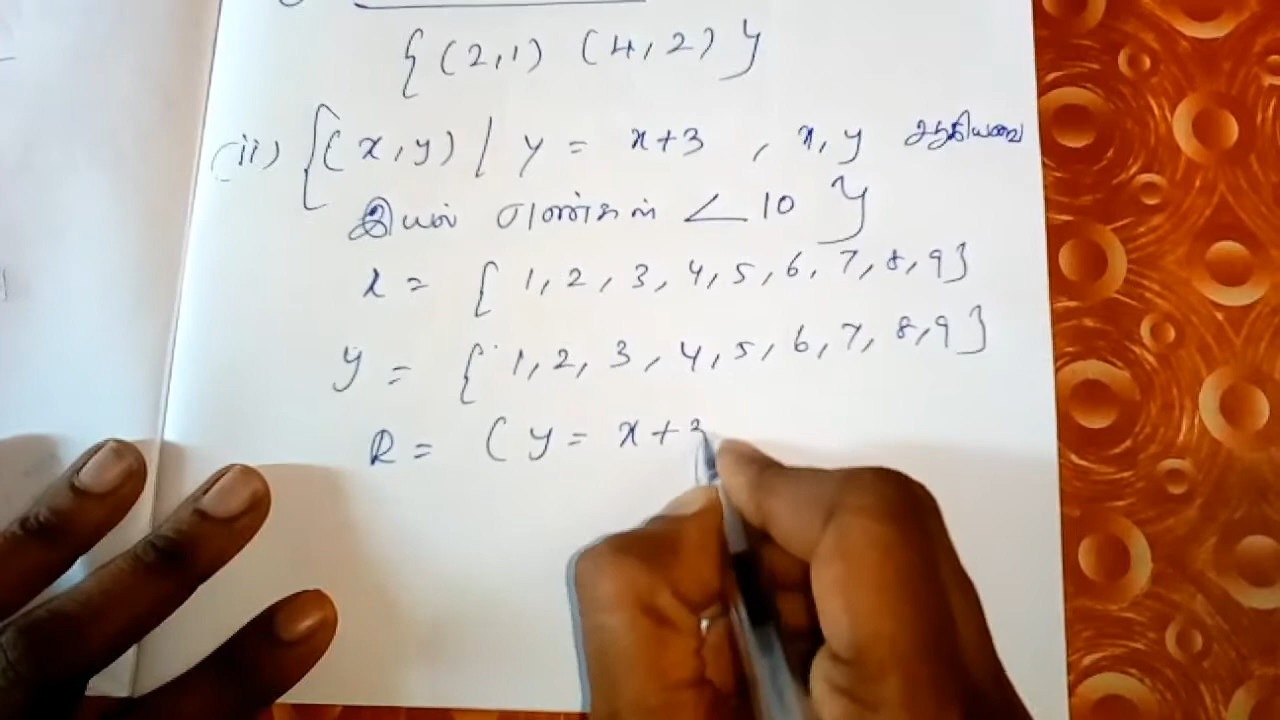 {(2,1) (4,2)}
(ii) {(x,y) / y = x+3 , x,y ஆகியவை
இயல் எண்கள் < 10 }
x = { 1, 2, 3, 4, 5, 6, 7, 8, 9}
y = { 1, 2, 3, 4, 5, 6, 7, 8, 9}
R = ( y = x + 3